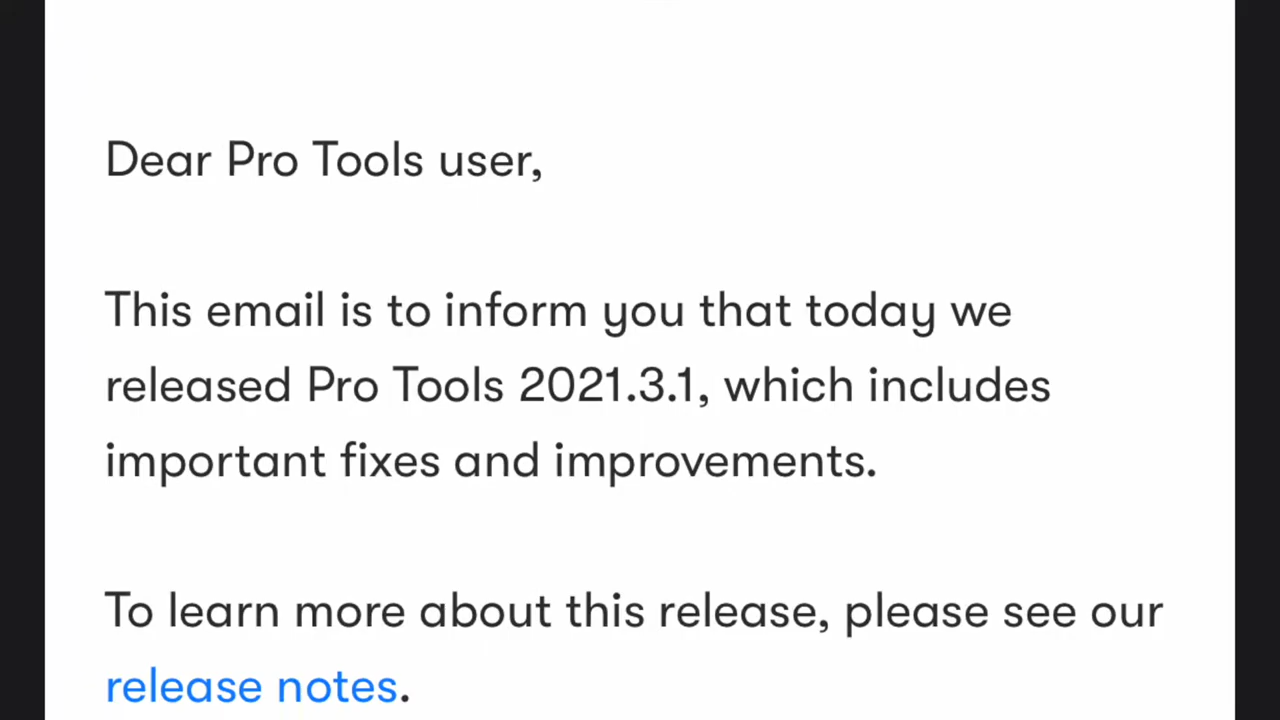 Dear Pro Tools user,
This email is to inform you that today we
released Pro Tools 2021.3.1, which includes
important fixes and improvements.
To learn more about this release, please see our
release notes.